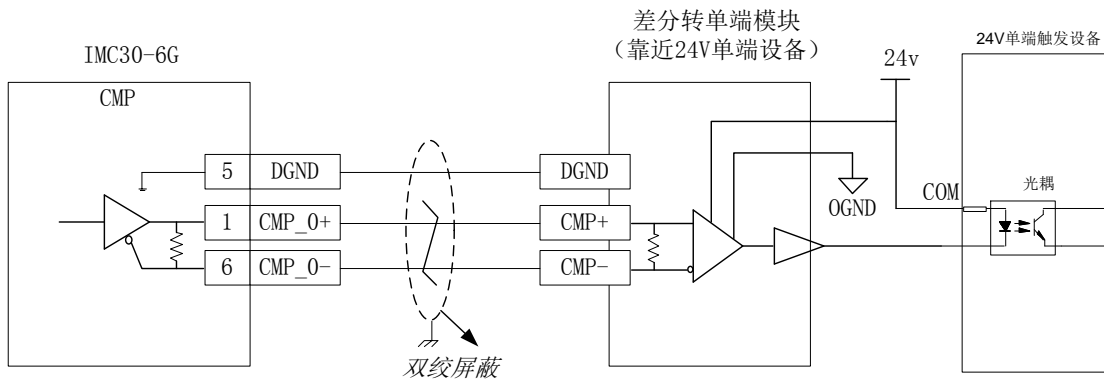 差分转单端模块
（靠近24V单端设备）
24V单端触发设备
IMC30-6G
24v
CMP
5 DGND
DGND
光耦
COM
OGND
1 CMP_0+
CMP+
6 CMP_0-
CMP-
双绞屏蔽